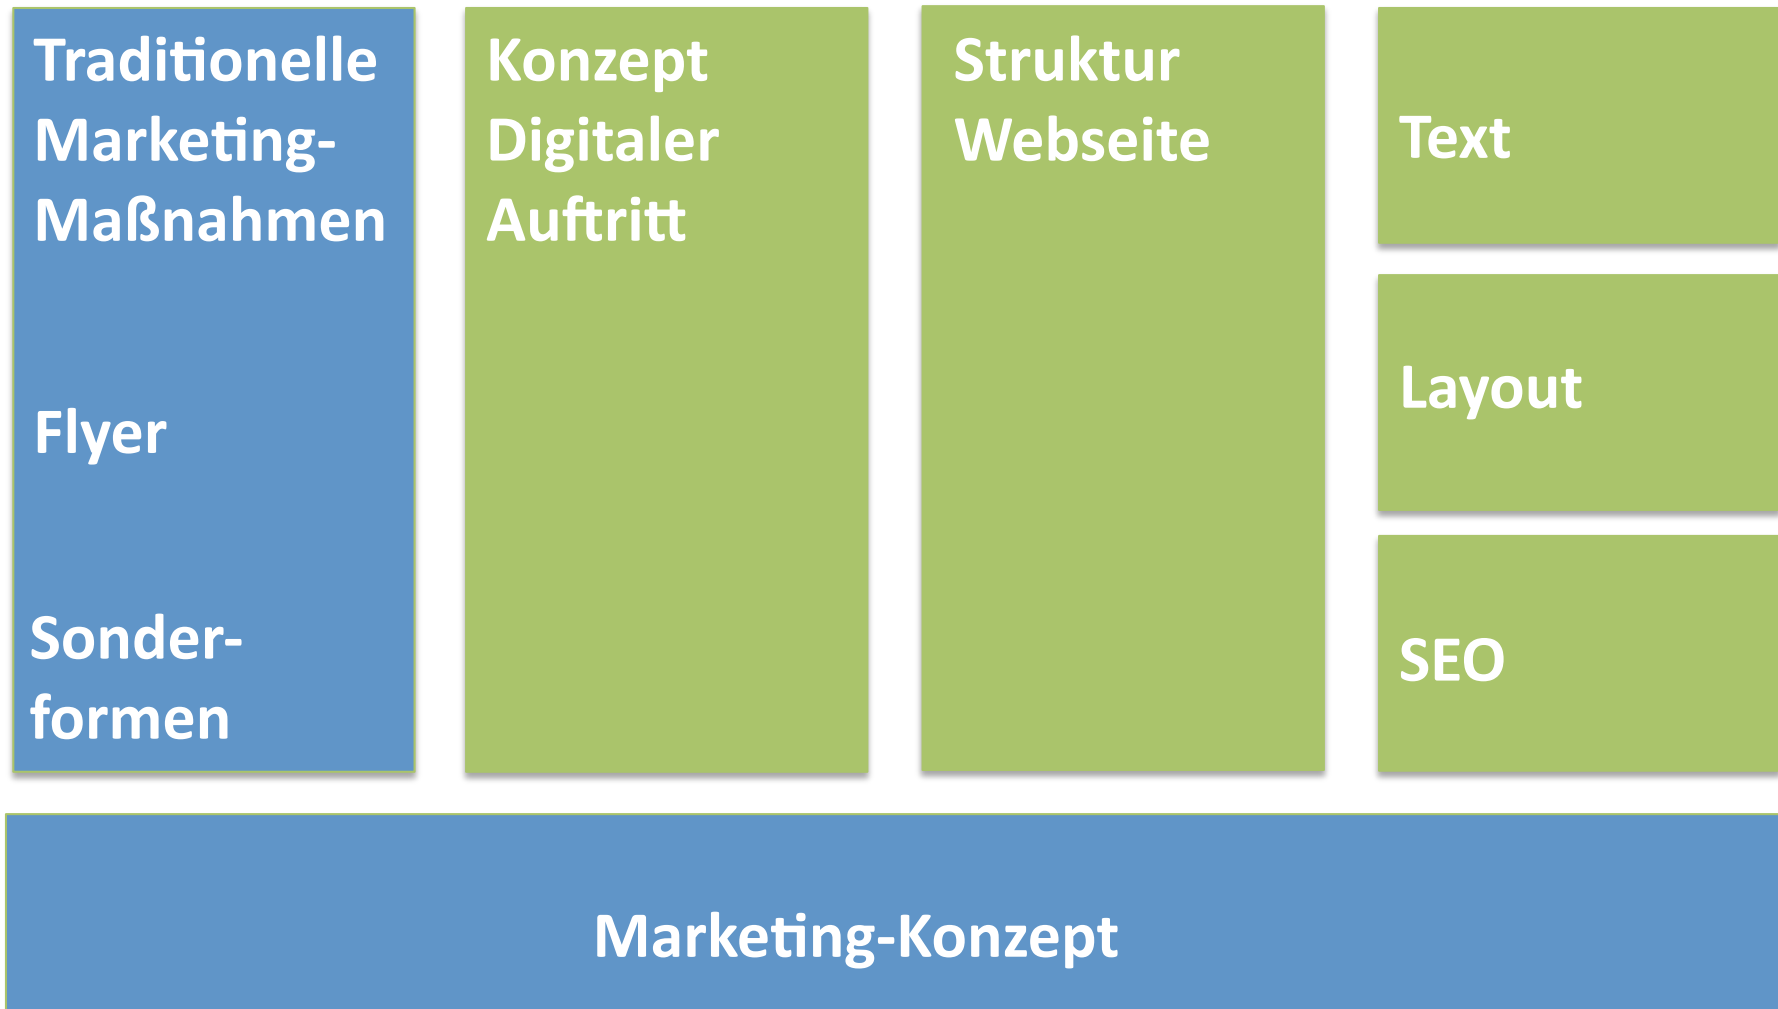 Traditionelle
Marketing-
Maßnahmen
Flyer
Sonder-
formen
Konzept
Digitaler
Auftritt
Struktur
Webseite
Text
Layout
SEO
Marketing-Konzept